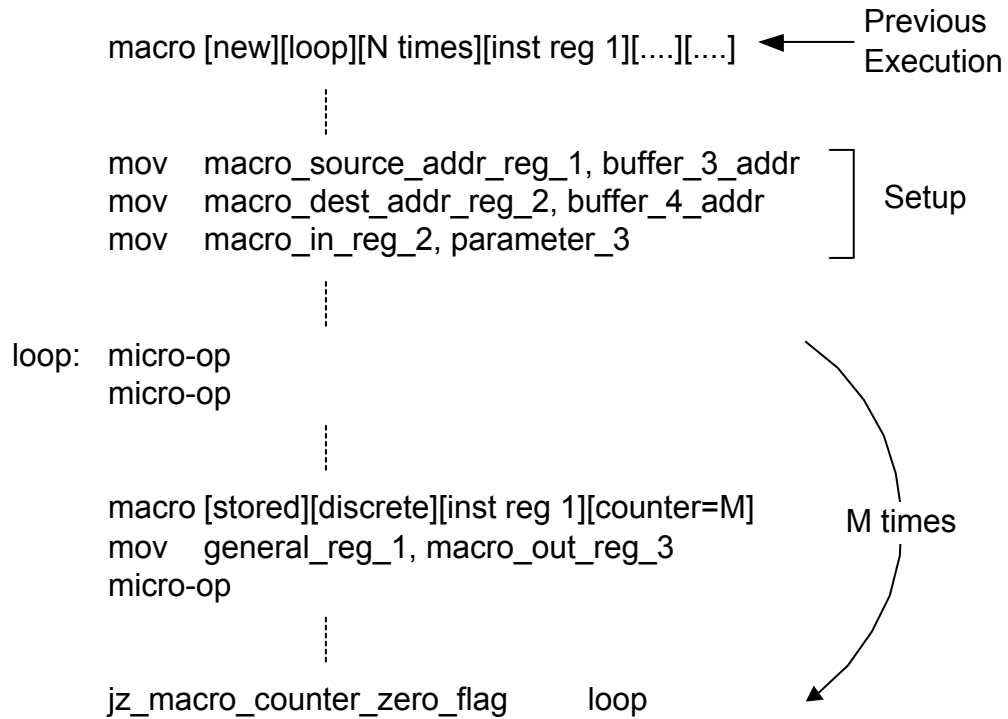 macro [new][loop][N times][inst reg 1][....][....]
Previous
Execution
mov macro_source_addr_reg_1, buffer_3_addr
mov macro_dest_addr_reg_2, buffer_4_addr
mov macro_in_reg_2, parameter_3
Setup
loop: micro-op
micro-op
macro [stored][discrete][inst reg 1][counter=M]
mov general_reg_1, macro_out_reg_3
micro-op
M times
jz_macro_counter_zero_flag loop